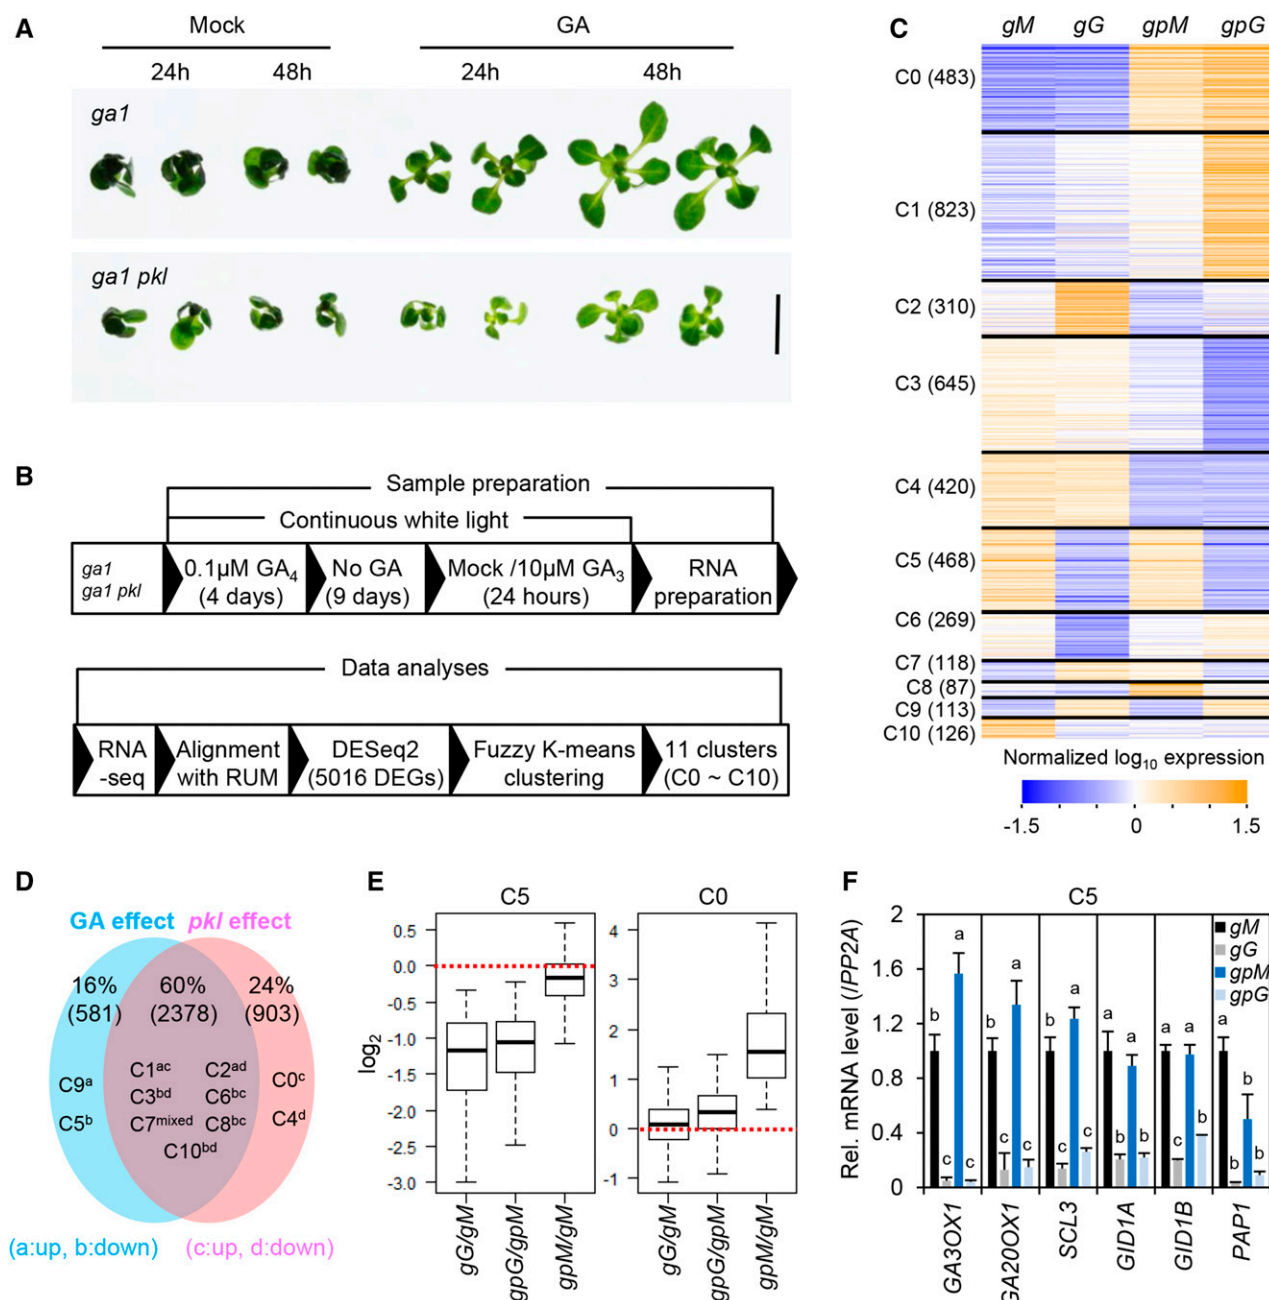 A
Mock
GA
24h
48h
24h
48h
ga1
ga1 pkl
B
Sample preparation
Continuous white light
ga1
ga1 pkl
0.1µM GA4
(4 days)
No GA
(9 days)
Mock /10µM GA3
(24 hours)
RNA
preparation
Data analyses
RNA
-seq
Alignment
with RUM
DESeq2
(5016 DEGs)
Fuzzy K-means
clustering
11 clusters
(C0 ~ C10)
C
gM gG gpM gpG
C0 (483)
C1 (823)
C2 (310)
C3 (645)
C4 (420)
C5 (468)
C6 (269)
C7 (118)
C8 (87)
C9 (113)
C10 (126)
Normalized log10 expression
-1.5 0 1.5
D
GA effect pkl effect
16%
(581)
60%
(2378)
24%
(903)
C9a
C5b
C1ac C2ad
C3bd C6bc
C7mixed C8bc
C10bd
C0c
C4d
(a:up, b:down) (c:up, d:down)
E
C5
log2
0.5
0.0
-0.5
-1.0
-1.5
-2.0
-2.5
-3.0
gG/gM
gpG/gpM
gpM/gM
C0
4
3
2
1
0
-1
gG/gM
gpG/gpM
gpM/gM
F
C5
Rel. mRNA level (/PP2A)
2
1.6
1.2
0.8
0.4
0
gM
gG
gpM
gpG
b c a c
b c a c
b c a c
a b a b
a c a b
a b b b
GA3OX1
GA20OX1
SCL3
GID1A
GID1B
PAP1